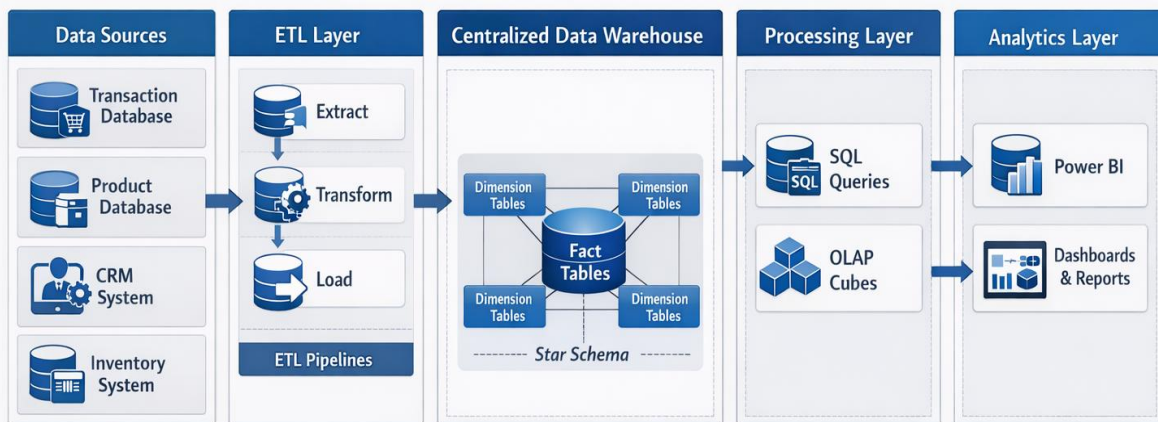 Data Sources
Transaction
Database
Product
Database
CRM
System
Inventory
System
ETL Layer
Extract
Transform
Load
ETL Pipelines
Centralized Data Warehouse
Dimension
Tables
Dimension
Tables
Fact
Tables
Dimension
Tables
Dimension
Tables
Star Schema
Processing Layer
SQL
SQL
Queries
OLAP
Cubes
Analytics Layer
Power BI
Dashboards
& Reports